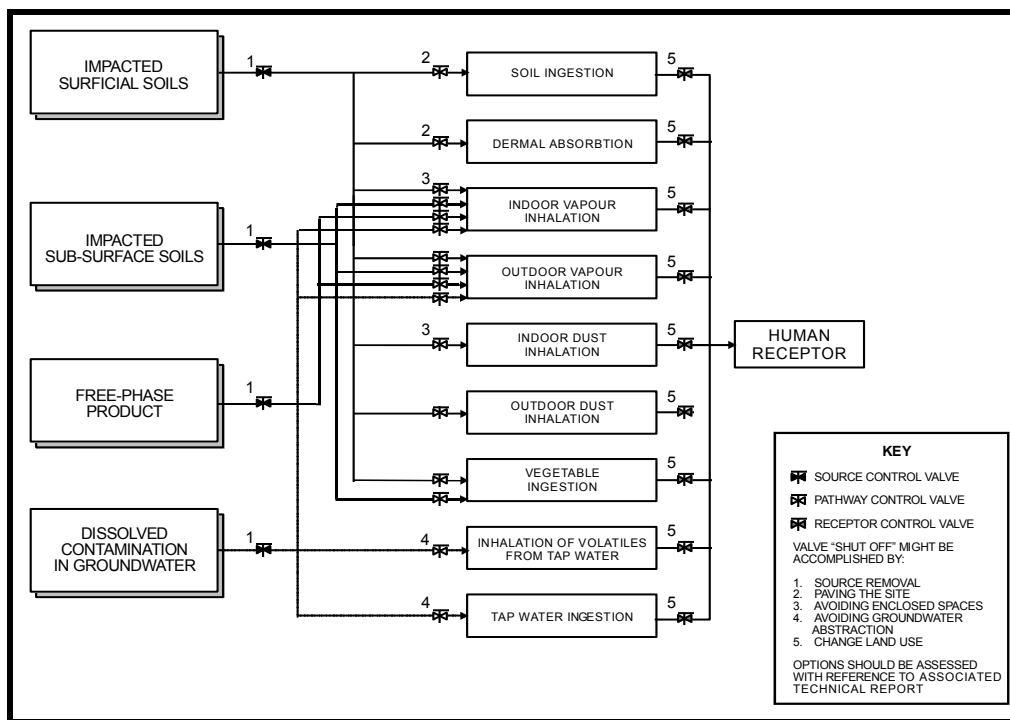 IMPACTED
SURFICIAL SOILS
1
2
SOIL INGESTION
5
2
DERMAL ABSORBTION
5
3
INDOOR VAPOUR
INHALATION
5
IMPACTED
SUB-SURFACE SOILS
1
OUTDOOR VAPOUR
INHALATION
5
3
INDOOR DUST
INHALATION
5
HUMAN
RECEPTOR
FREE-PHASE
PRODUCT
1
OUTDOOR DUST
INHALATION
5
VEGETABLE
INGESTION
5
DISSOLVED
CONTAMINATION
IN GROUNDWATER
1
4
INHALATION OF VOLATILES
FROM TAP WATER
5
4
TAP WATER INGESTION
5
KEY
SOURCE CONTROL VALVE
PATHWAY CONTROL VALVE
RECEPTOR CONTROL VALVE
VALVE “SHUT OFF” MIGHT BE
ACCOMPLISHED BY:
1. SOURCE REMOVAL
2. PAVING THE SITE
3. AVOIDING ENCLOSED SPACES
4. AVOIDING GROUNDWATER
ABSTRACTION
5. CHANGE LAND USE
OPTIONS SHOULD BE ASSESSED
WITH REFERENCE TO ASSOCIATED
TECHNICAL REPORT